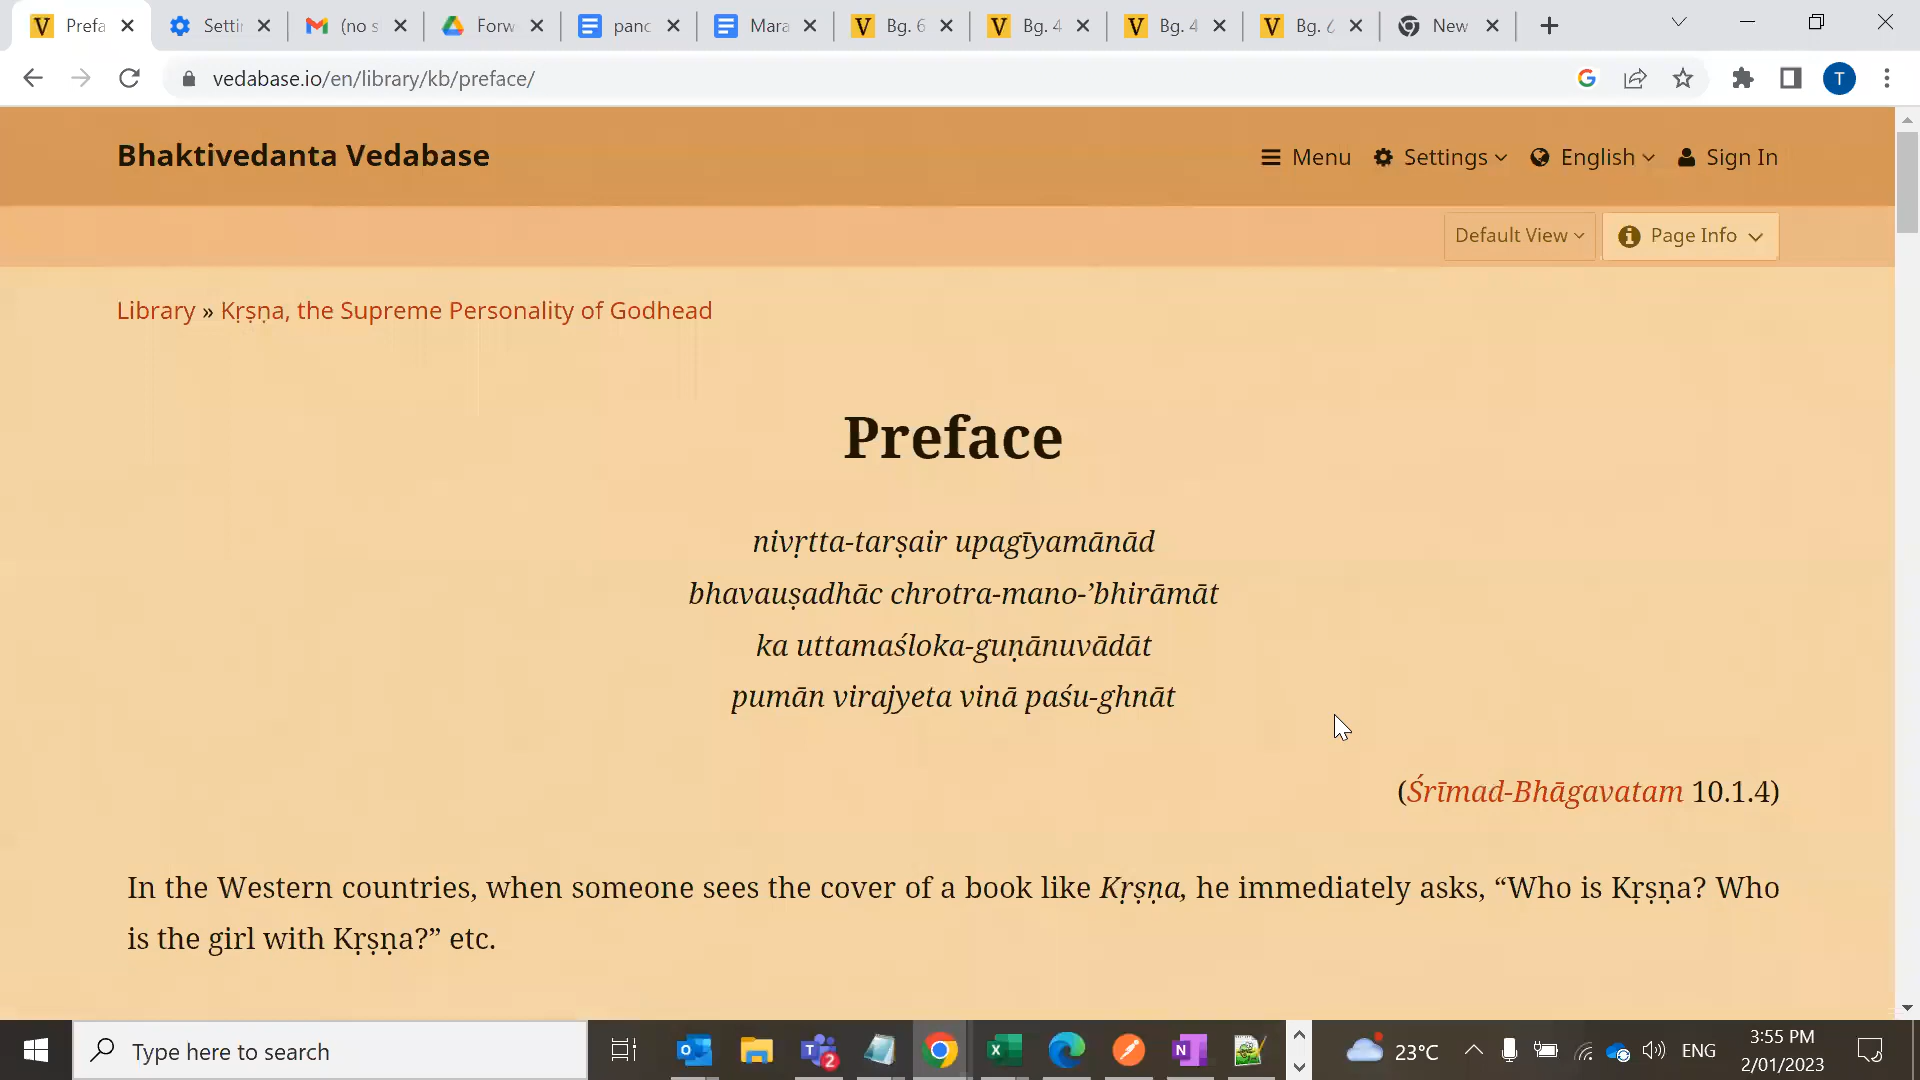 Prefa
Setti
(no s
Forw
panc
Mara
Bg. 6
Bg. 4
Bg. 4
Bg. 6
New
vedabase.io/en/library/kb/preface/
T
Bhaktivedanta Vedabase
Menu Settings English Sign In
Default View Page Info
Library » Kṛṣṇa, the Supreme Personality of Godhead
Preface
nivṛtta-tarṣair upagīyamānād
bhavauṣadhāc chrotra-mano-’bhirāmāt
ka uttamaśloka-guṇānuvādāt
pumān virajyeta vinā paśu-ghnāt
(Śrīmad-Bhāgavatam 10.1.4)
In the Western countries, when someone sees the cover of a book like Kṛṣṇa, he immediately asks, “Who is Kṛṣṇa? Who
is the girl with Kṛṣṇa?” etc.
Type here to search
2
23°C
ENG
3:55 PM
2/01/2023